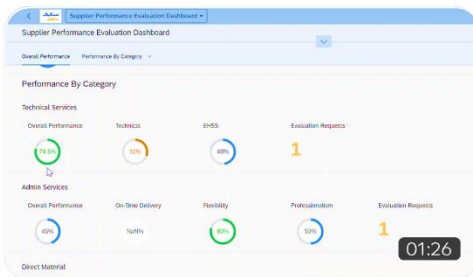 Supplier Performance Evaluation Dashboard
Supplier Performance Evaluation Dashboard
Overall Performance Performance By Category
Performance By Category
Technical Services
Overall Performance Technical EHSS Evaluation Requests
79.5% 31% 48% 1
Admin Services
Overall Performance On-Time Delivery Flexibility Professionalism Evaluation Requests
45% NaN% 80% 50% 1
01:26
Direct Material